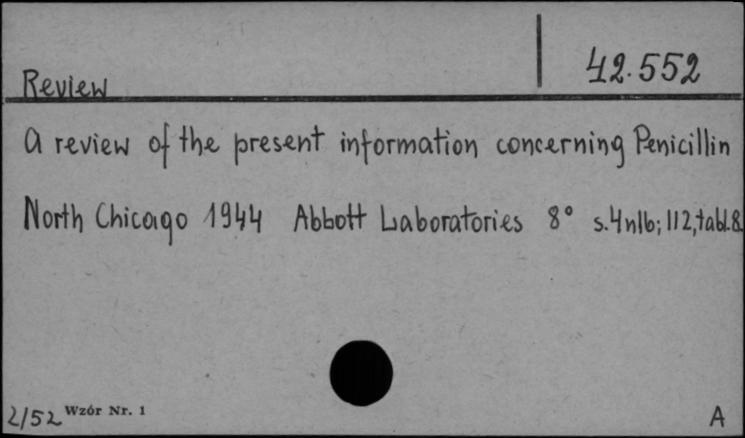 Review
42.552
A review of the present information concerning Penicillin
North Chicago 1944 Abbott Laboratories 8° s.4nlb; 112, tabl.8
2/52 Wzór Nr. 1
A